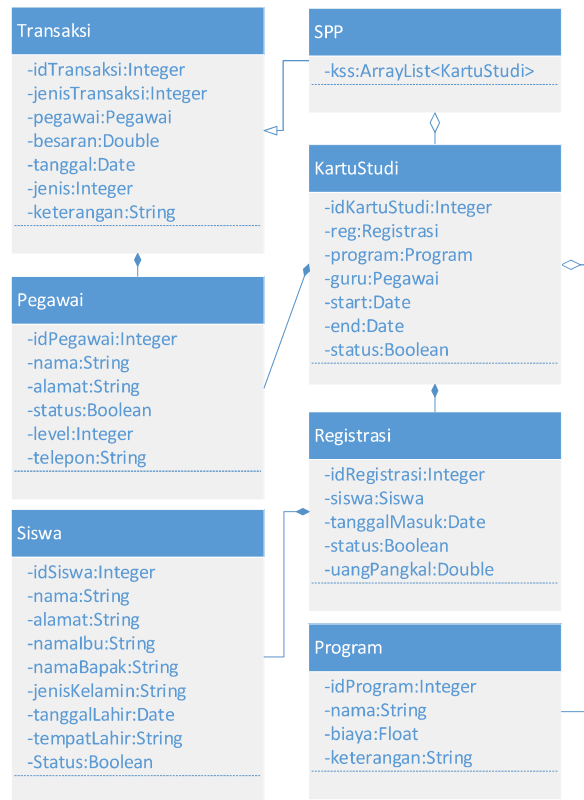 Transaksi
-idTransaksi:Integer
-jenisTransaksi:Integer
-pegawai:Pegawai
-besaran:Double
-tanggal:Date
-jenis:Integer
-keterangan:String
SPP
-kss:ArrayList<KartuStudi>
KartuStudi
-idKartuStudi:Integer
-reg:Registrasi
-program:Program
-guru:Pegawai
-start:Date
-end:Date
-status:Boolean
Pegawai
-idPegawai:Integer
-nama:String
-alamat:String
-status:Boolean
-level:Integer
-telepon:String
Registrasi
-idRegistrasi:Integer
-siswa:Siswa
-tanggalMasuk:Date
-status:Boolean
-uangPangkal:Double
Siswa
-idSiswa:Integer
-nama:String
-alamat:String
-namaIbu:String
-namaBapak:String
-jenisKelamin:String
-tanggalLahir:Date
-tempatLahir:String
-Status:Boolean
Program
-idProgram:Integer
-nama:String
-biaya:Float
-keterangan:String